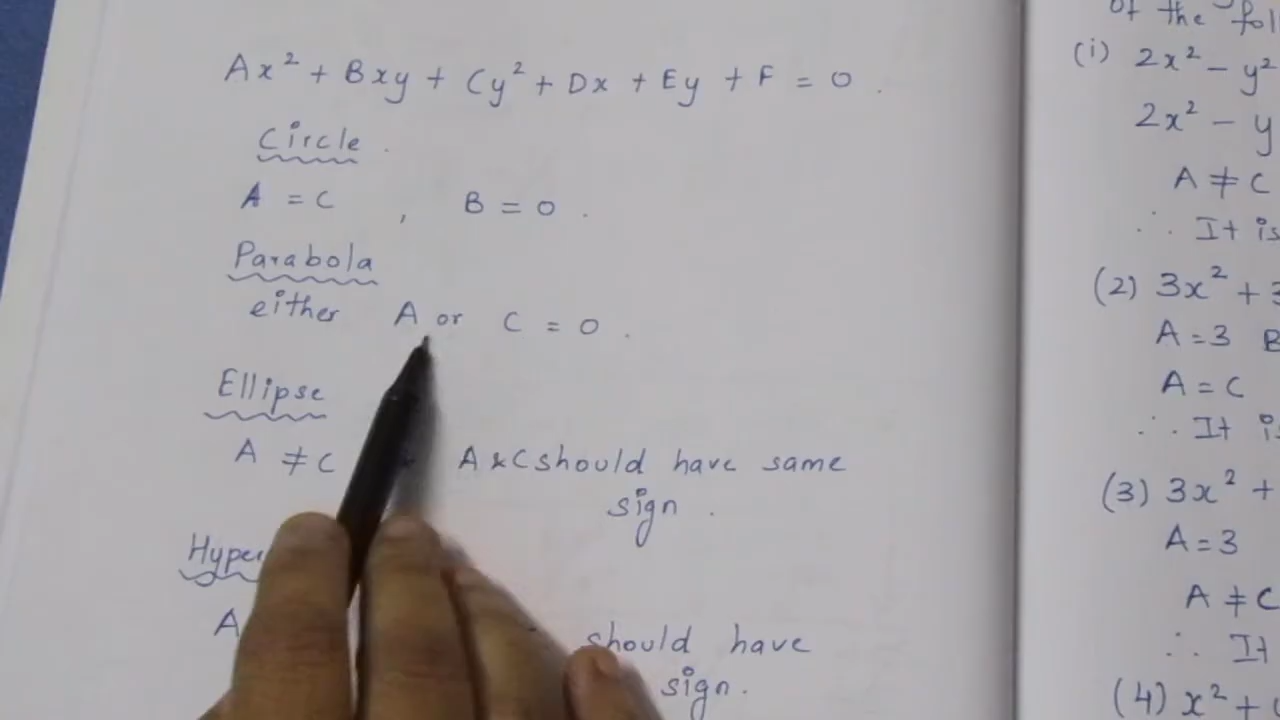 Ax² + Bxy + Cy² + Dx + Ey + F = 0 .
Circle .
A = C , B = 0 .
Parabola
either A or C = 0 .
Ellipse
A ≠ C A & C should have same
sign .
Hype
A should have
sign .
of the
(i) 2x² - y²
2x² - y
A ≠ C
∴ It is
(2) 3x² +
A = 3 B
A = C
∴ It
(3) 3x² +
A = 3
A ≠ C
∴ It
(4) x² +